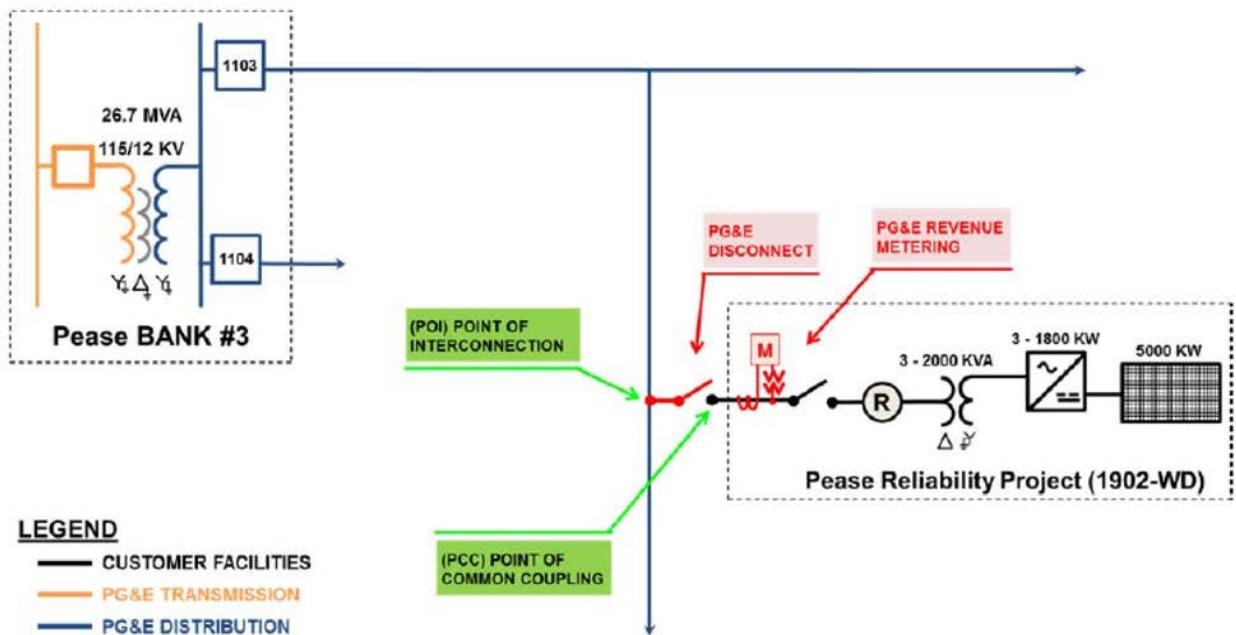 1103
26.7 MVA
115/12 KV
1104
Pease BANK #3
PG&E
DISCONNECT
PG&E REVENUE
METERING
(POI) POINT OF
INTERCONNECTION
M
3 - 2000 KVA
3 - 1800 KW
5000 KW
R
Pease Reliability Project (1902-WD)
(PCC) POINT OF
COMMON COUPLING
LEGEND
CUSTOMER FACILITIES
PG&E TRANSMISSION
PG&E DISTRIBUTION